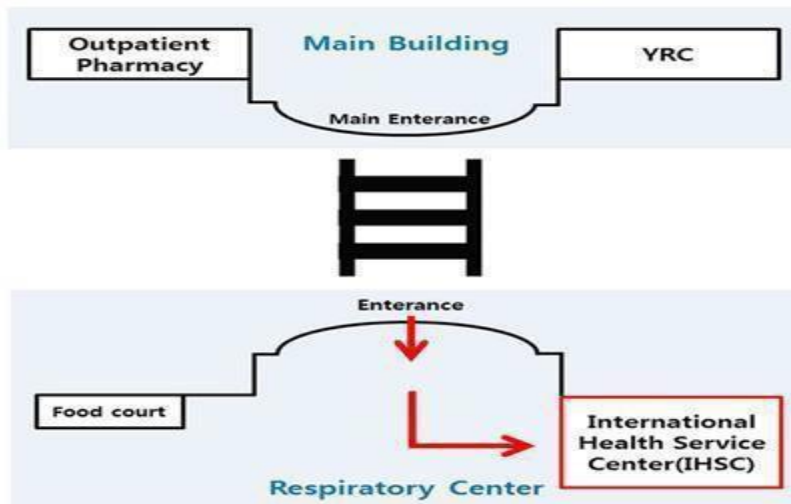 Outpatient
Pharmacy
Main Building
YRC
Main Enterance
Enterance
Food court
International
Health Service
Center(IHSC)
Respiratory Center